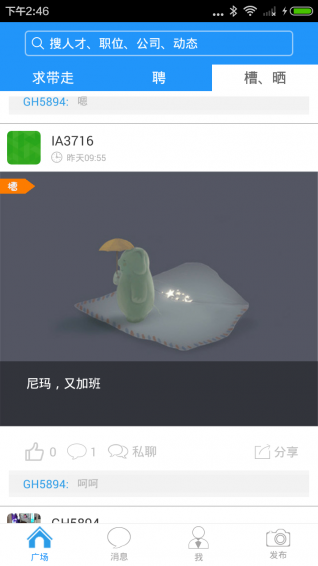 下午2:46
搜人才、职位、公司、动态
求带走
聘
槽、晒
GH5894: 嗯
IA3716
昨天09:55
尼玛，又加班
0
1
私聊
分享
GH5894: 呵呵
GH5894
广场
消息
我
发布